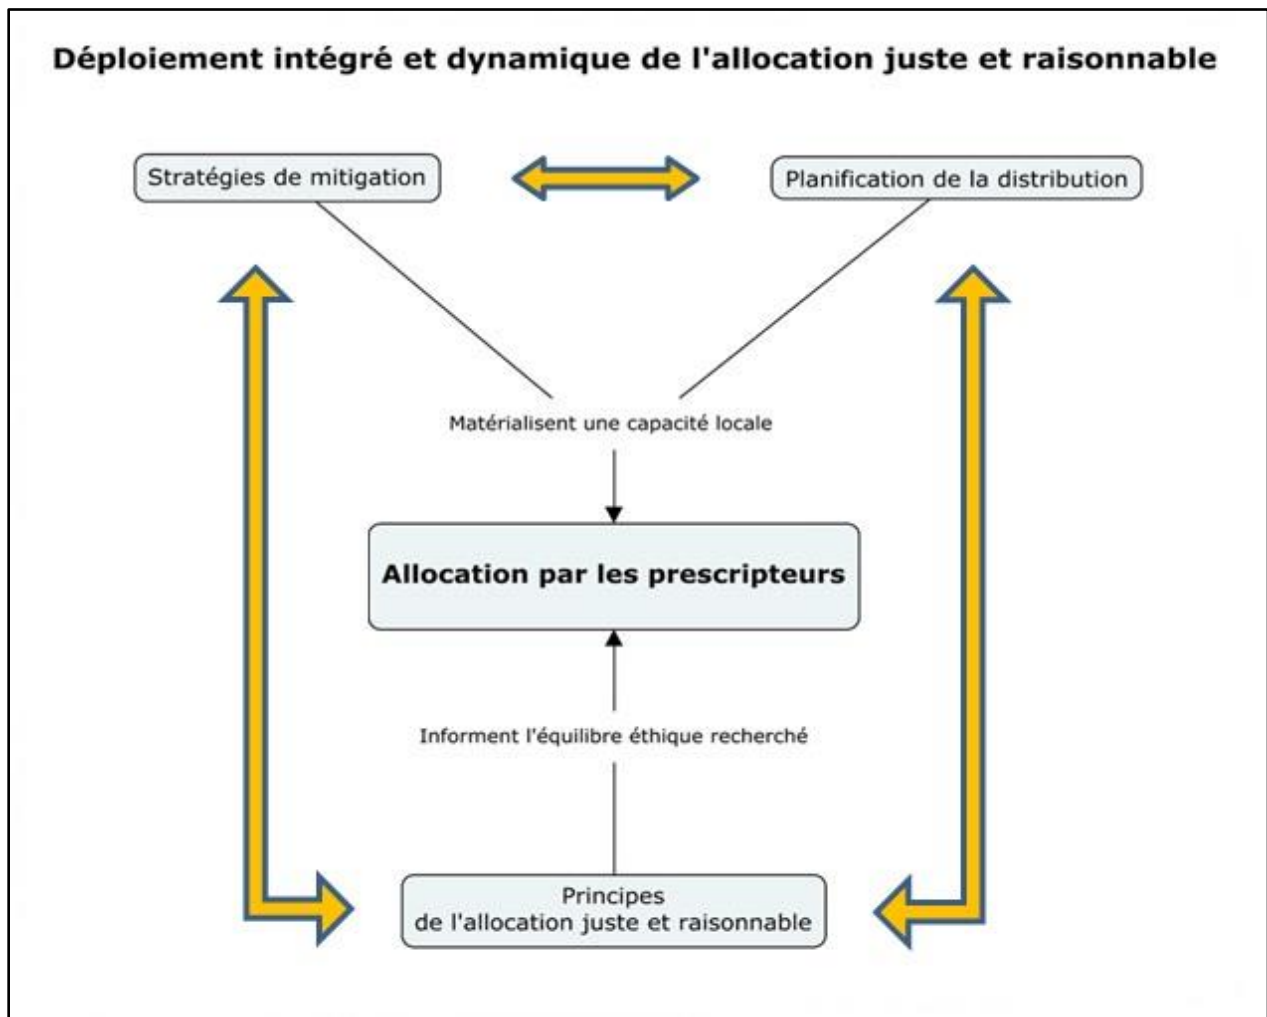 Déploiement intégré et dynamique de l'allocation juste et raisonnable
Stratégies de mitigation
Planification de la distribution
Matérialisent une capacité locale
Allocation par les prescripteurs
Informent l'équilibre éthique recherché
Principes
de l'allocation juste et raisonnable